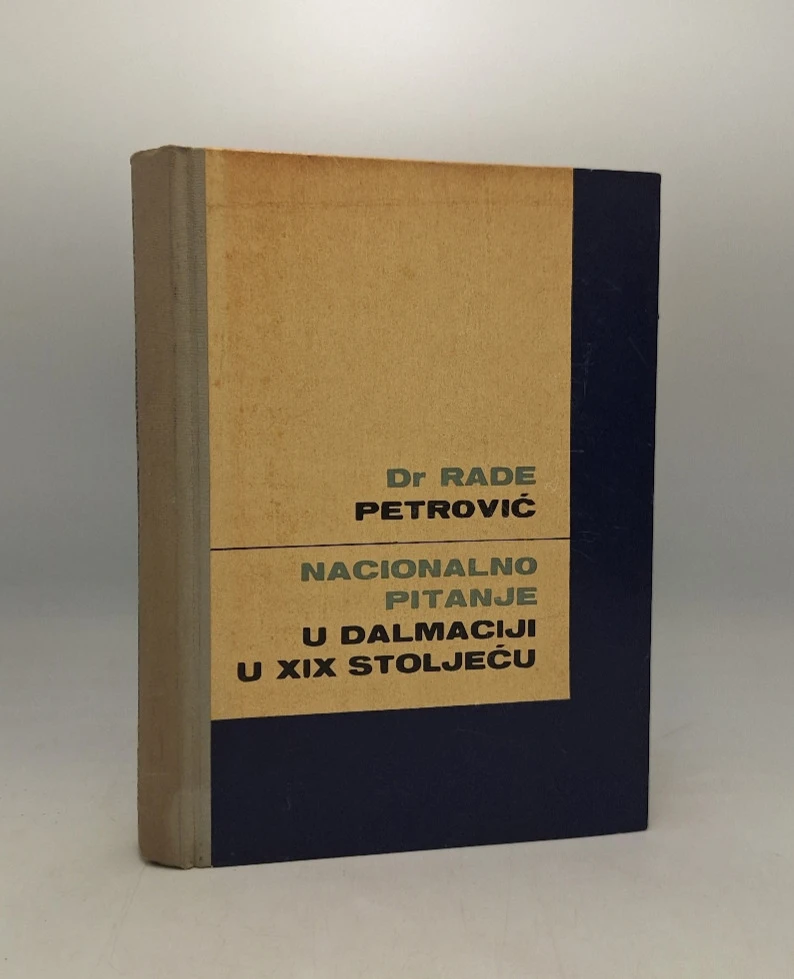 Dr RADE
PETROVIĆ
NACIONALNO
PITANJE
U DALMACIJI
U XIX STOLJEĆU